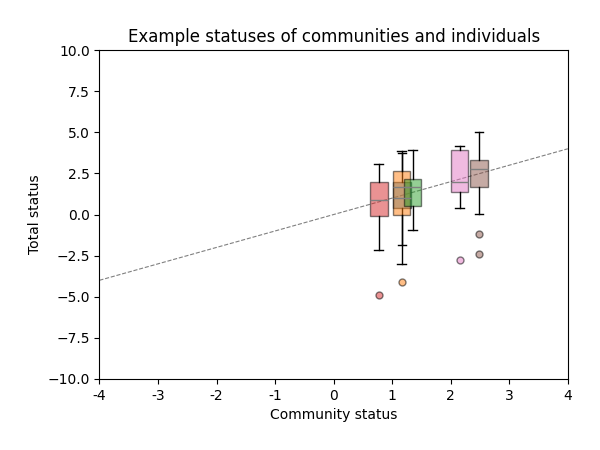 Example statuses of communities and individuals
10.0
7.5
5.0
2.5
0.0
−2.5
−5.0
−7.5
−10.0
Total status
-4 -3 -2 -1 0 1 2 3 4
Community status